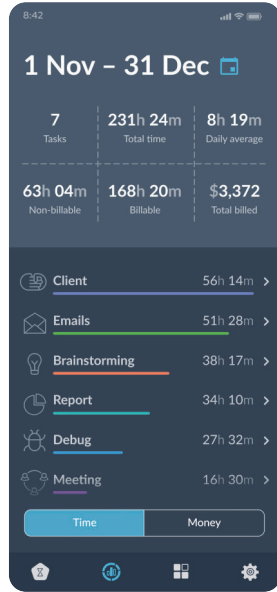 8:42
1 Nov – 31 Dec
7 231h 24m 8h 19m
Tasks Total time Daily average
63h 04m 168h 20m $3,372
Non-billable Billable Total billed
Client 56h 14m
Emails 51h 28m
Brainstorming 38h 17m
Report 34h 10m
Debug 27h 32m
Meeting 16h 30m
Time Money